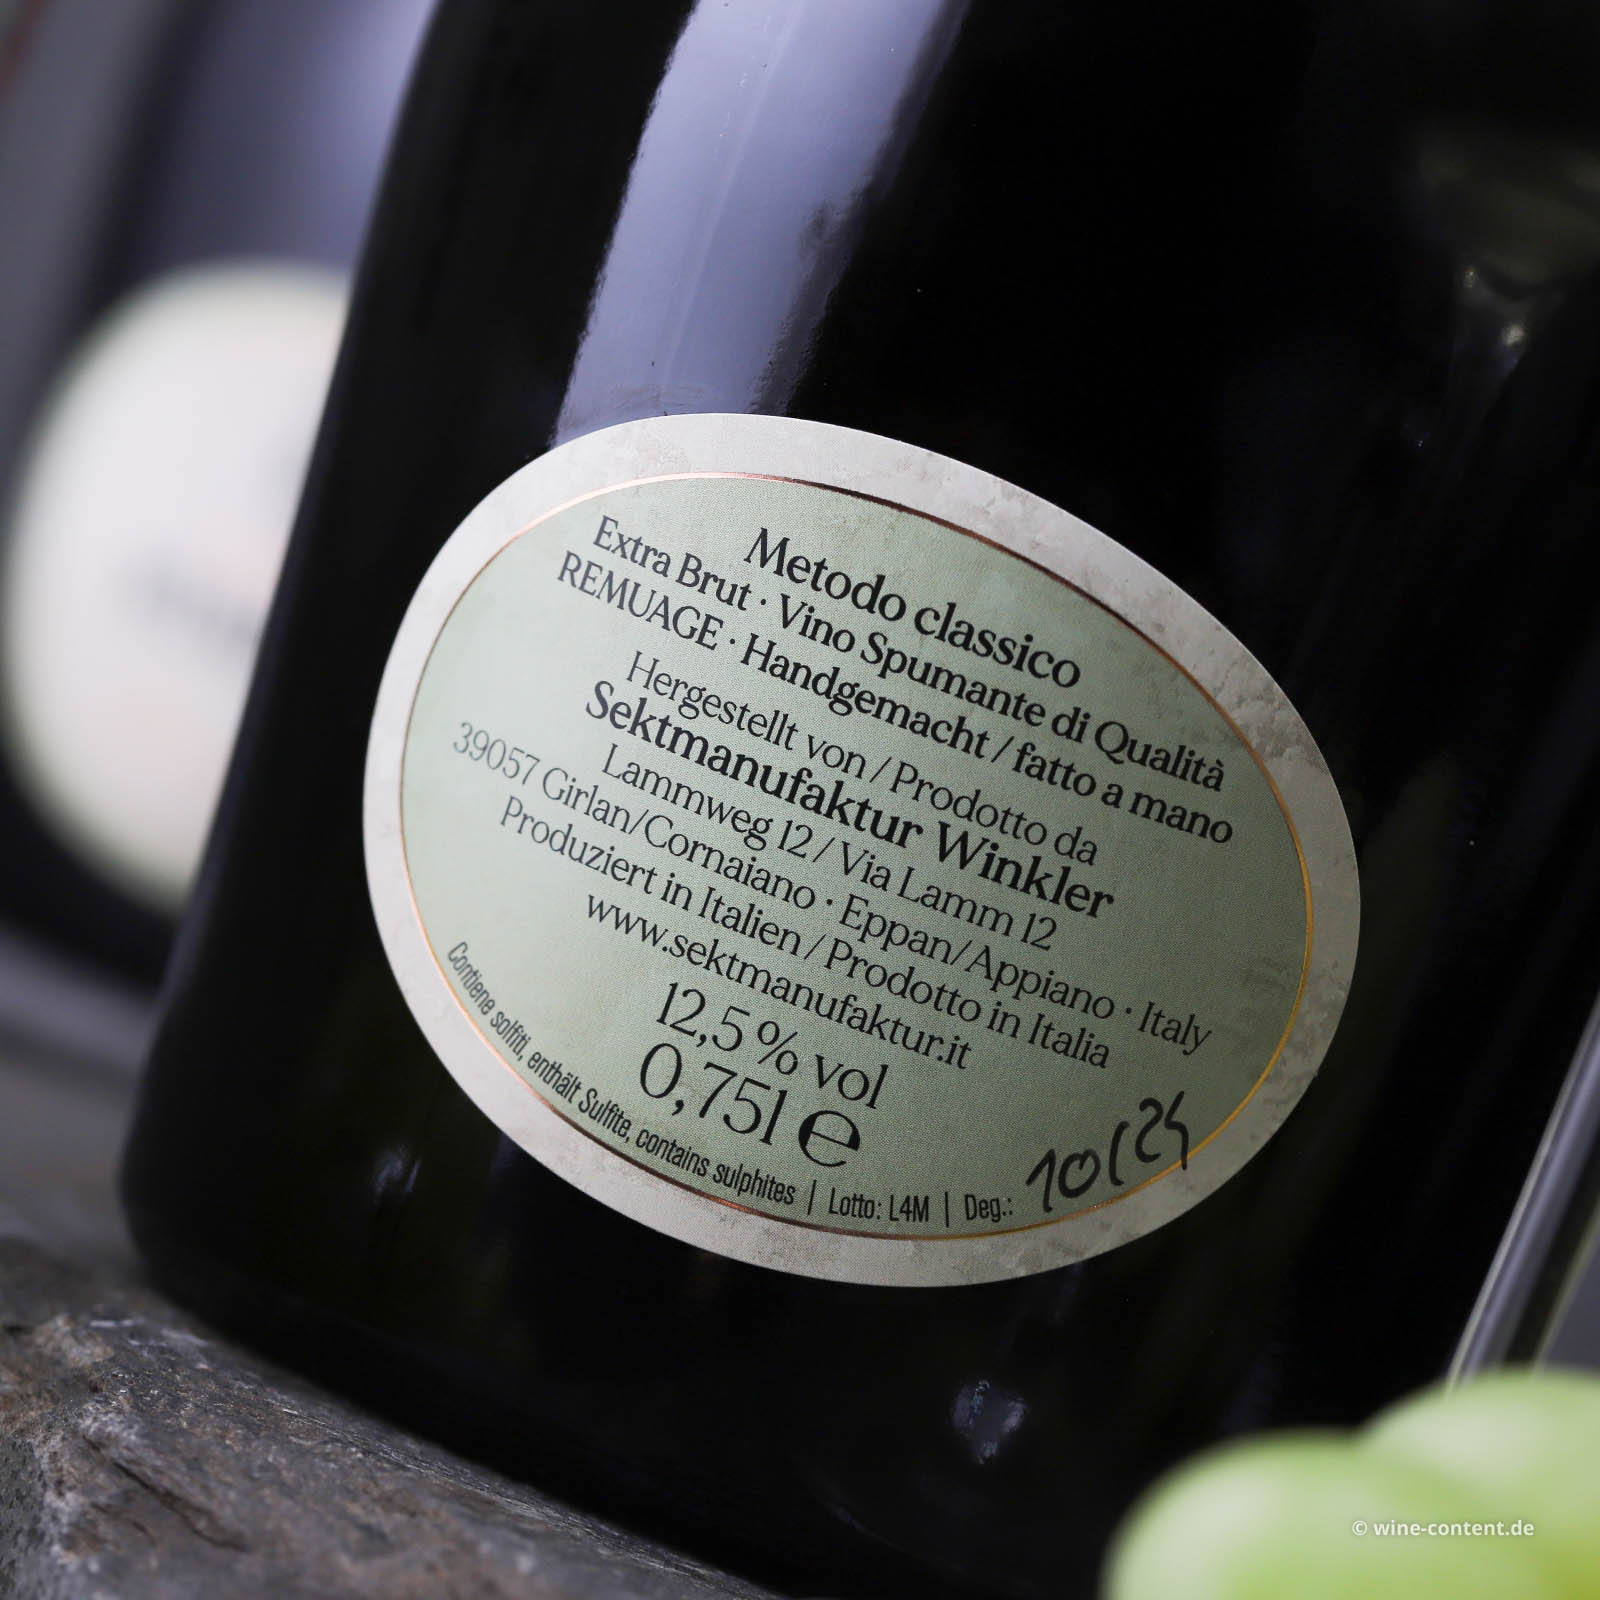 Metodo classico
Extra Brut · Vino Spumante di Qualità
REMUAGE · Handgemacht / fatto a mano
Hergestellt von / Prodotto da
Sektmanufaktur Winkler
Lammweg 12 / Via Lamm 12
39057 Girlan/Cornaiano · Eppan/Appiano · Italy
Produziert in Italien / Prodotto in Italia
www.sektmanufaktur.it
12,5 % vol
0,75l e
Contiene solfiti, enthält Sulfite, contains sulphites | Lotto: L4M | Deg.: 10/24
© wine-content.de